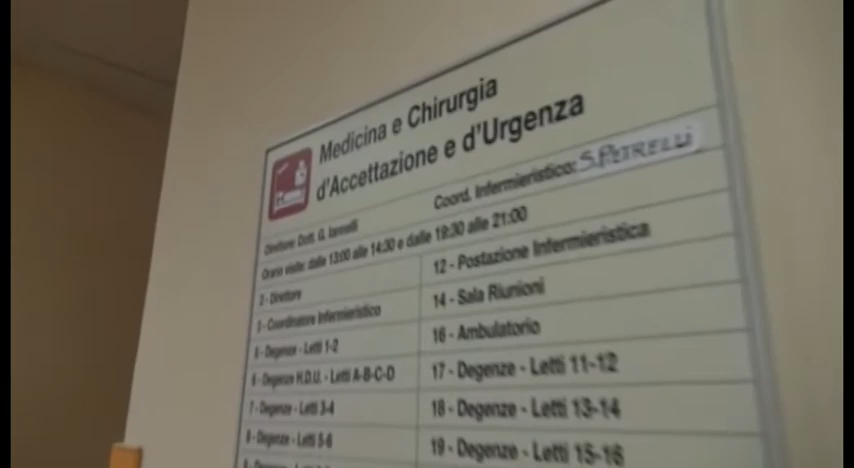 Medicina e Chirurgia
d'Accettazione e d'Urgenza
Direttore: Dott. G. Iannelli
Coord. Infermieristico: S. PETRELLI
Orario visite: dalle 13:00 alle 14:30 e dalle 19:30 alle 21:00
2 - Direttore
3 - Coordinatore Infermieristico
Degenze - Letti 1-2
6 - Degenze H.D.U. - Letti A-B-C-D
7 - Degenze - Letti 3-4
8 - Degenze - Letti 5-6
12 - Postazione Infermieristica
14 - Sala Riunioni
16 - Ambulatorio
17 - Degenze - Letti 11-12
18 - Degenze - Letti 13-14
19 - Degenze - Letti 15-16